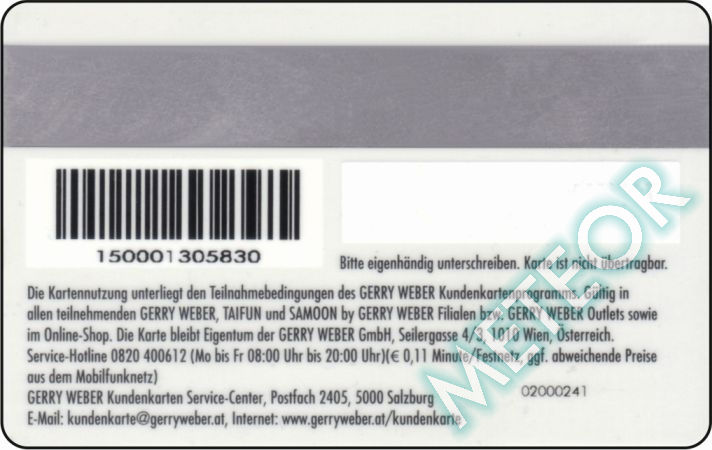 150001305830
Bitte eigenhändig unterschreiben. Karte ist nicht übertragbar.
Die Kartennutzung unterliegt den Teilnahmebedingungen des GERRY WEBER Kundenkartenprogramms. Gültig in
allen teilnehmenden GERRY WEBER, TAIFUN und SAMOON by GERRY WEBER Filialen bzw. GERRY WEBER Outlets sowie
im Online-Shop. Die Karte bleibt Eigentum der GERRY WEBER GmbH, Seilergasse 4/3, 1010 Wien, Österreich.
Service-Hotline 0820 400612 (Mo bis Fr 08:00 Uhr bis 20:00 Uhr)(€ 0,11 Minute/Festnetz, ggf. abweichende Preise
aus dem Mobilfunknetz)
02000241
GERRY WEBER Kundenkarten Service-Center, Postfach 2405, 5000 Salzburg
E-Mail: kundenkarte@gerryweber.at, Internet: www.gerryweber.at/kundenkarte
METEOR